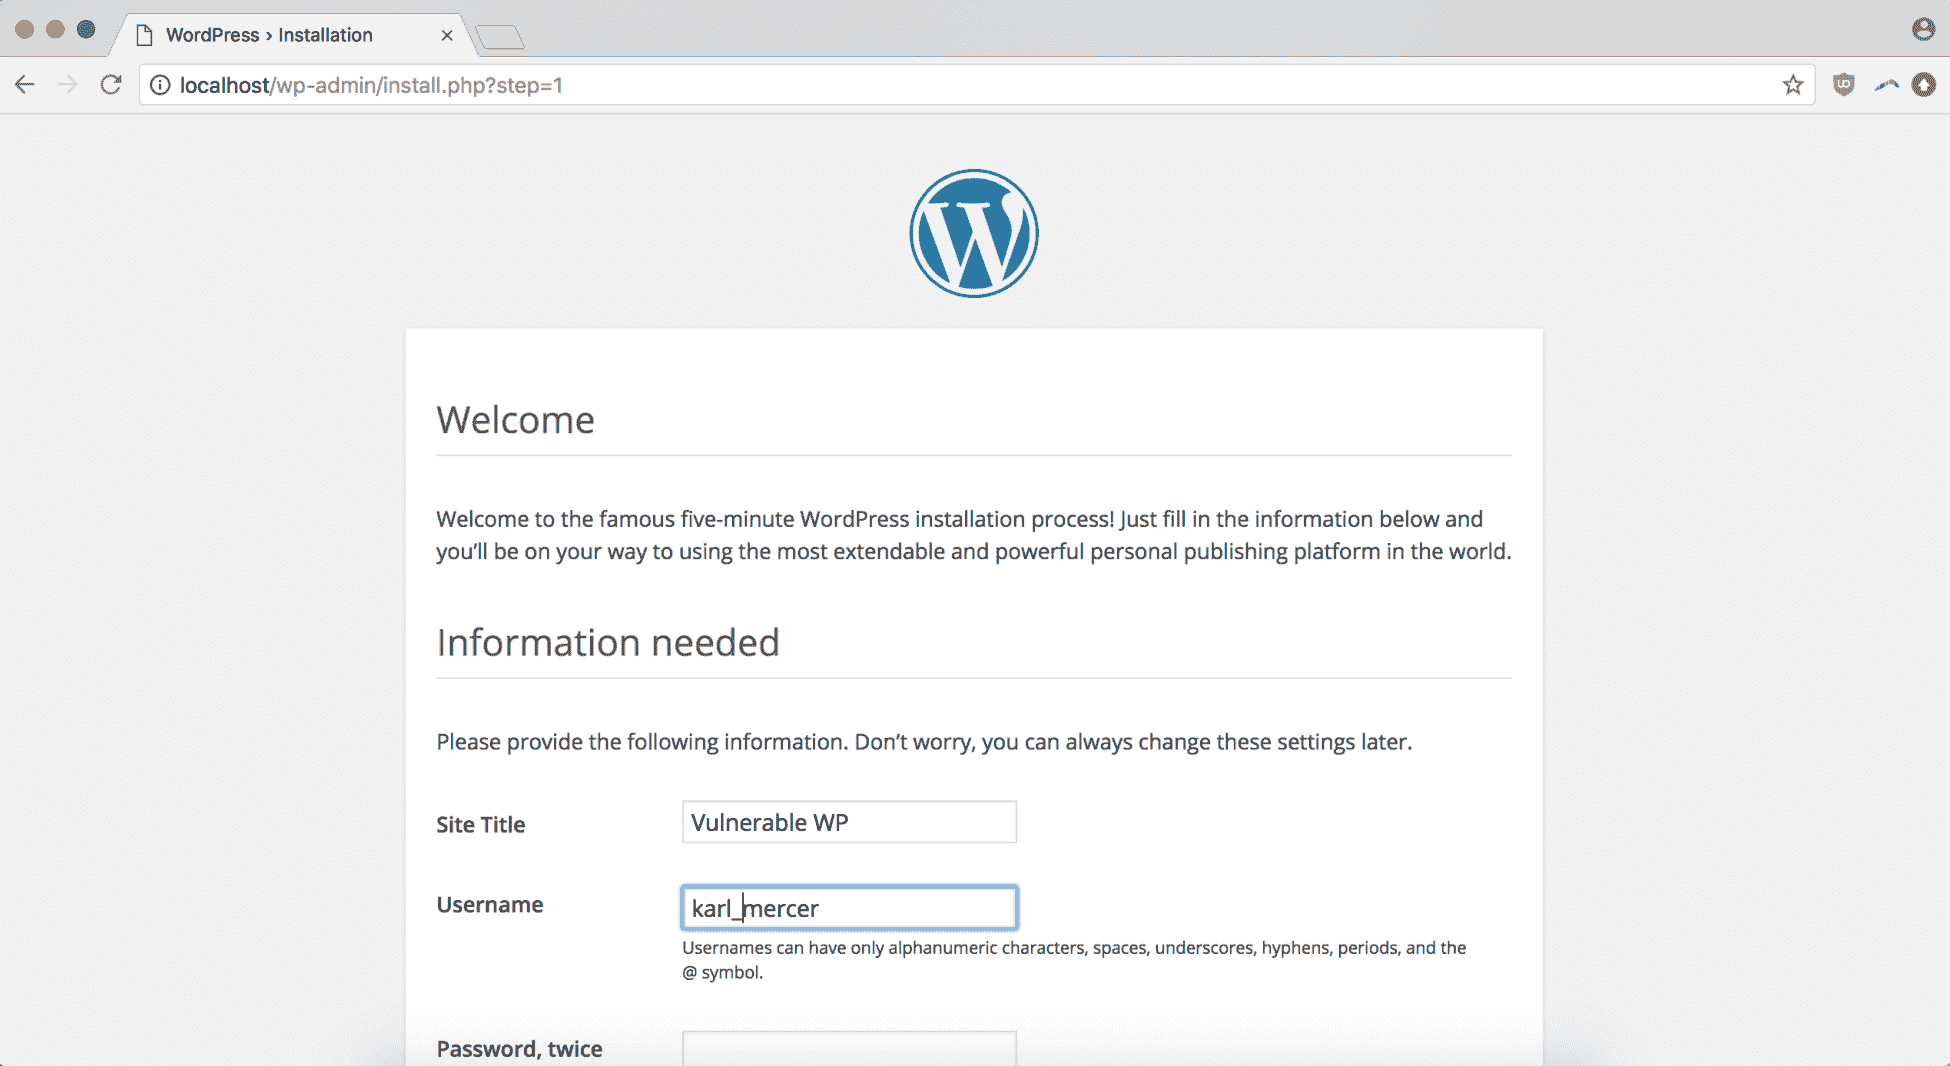 WordPress › Installation
localhost/wp-admin/install.php?step=1
Welcome
Welcome to the famous five-minute WordPress installation process! Just fill in the information below and
you’ll be on your way to using the most extendable and powerful personal publishing platform in the world.
Information needed
Please provide the following information. Don’t worry, you can always change these settings later.
Site Title
Vulnerable WP
Username
karl_mercer
Usernames can have only alphanumeric characters, spaces, underscores, hyphens, periods, and the
@ symbol.
Password, twice